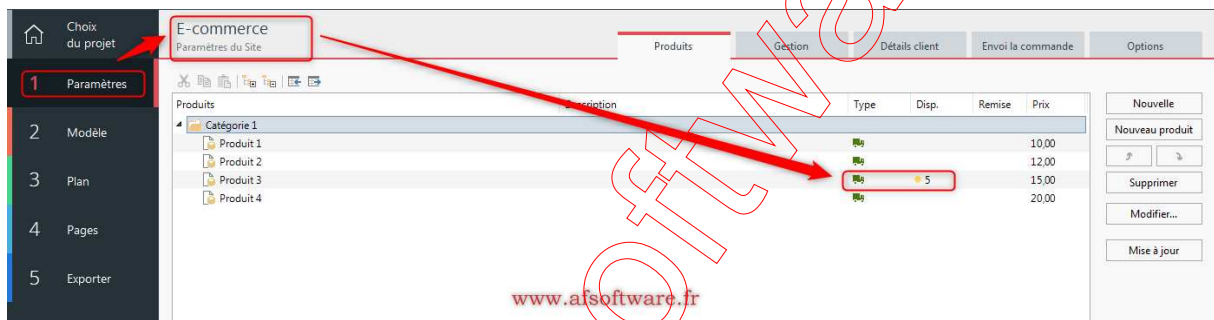 Choix
du projet
E-commerce
Paramètres du Site
Produits
Gestion
Détails client
Envoi la commande
Options
1 Paramètres
2 Modèle
3 Plan
4 Pages
5 Exporter
Produits Description Type Disp. Remise Prix
Catégorie 1
Produit 1 10,00
Produit 2 12,00
Produit 3 5 15,00
Produit 4 20,00
Nouvelle
Nouveau produit
Supprimer
Modifier...
Mise à jour
www.afsoftware.fr